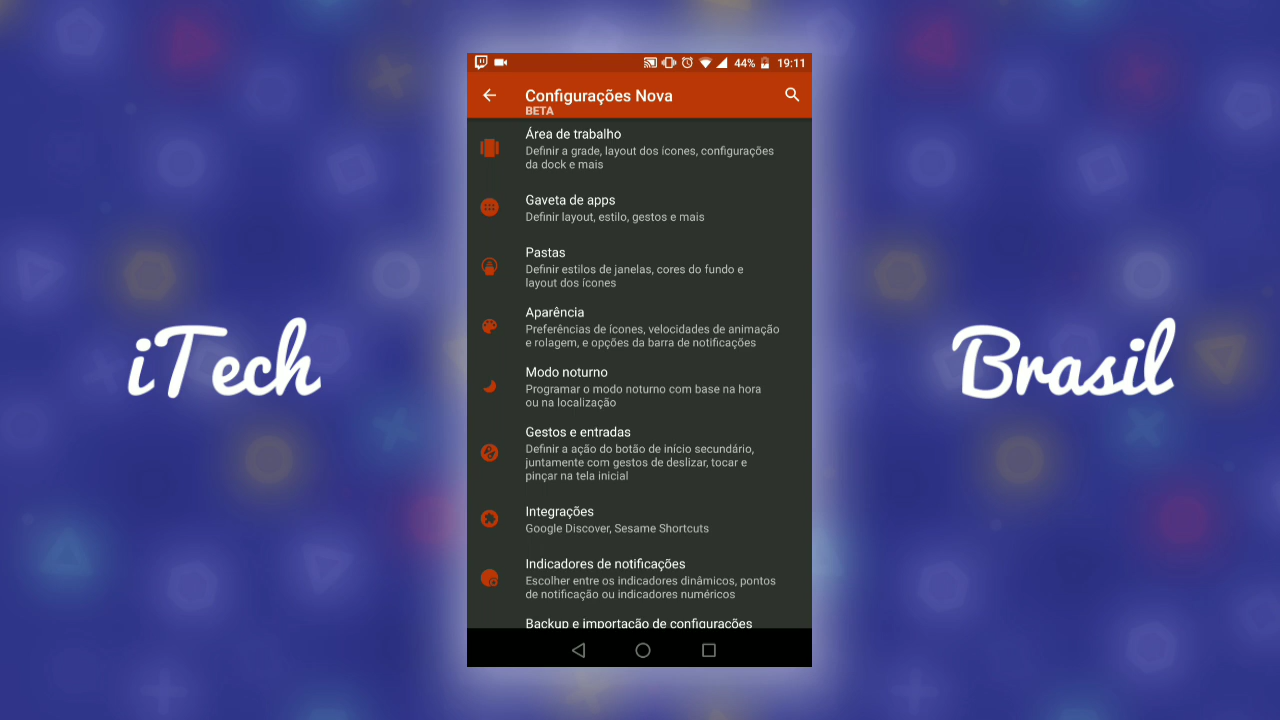 44% 19:11
Configurações Nova
BETA
Área de trabalho
Definir a grade, layout dos ícones, configurações
da dock e mais
Gaveta de apps
Definir layout, estilo, gestos e mais
Pastas
Definir estilos de janelas, cores do fundo e
layout dos ícones
Aparência
Preferências de ícones, velocidades de animação
e rolagem, e opções da barra de notificações
Modo noturno
Programar o modo noturno com base na hora
ou na localização
Gestos e entradas
Definir a ação do botão de início secundário,
juntamente com gestos de deslizar, tocar e
pinçar na tela inicial
Integrações
Google Discover, Sesame Shortcuts
Indicadores de notificações
Escolher entre os indicadores dinâmicos, pontos
de notificação ou indicadores numéricos
Backup e importação de configurações
iTech
Brasil